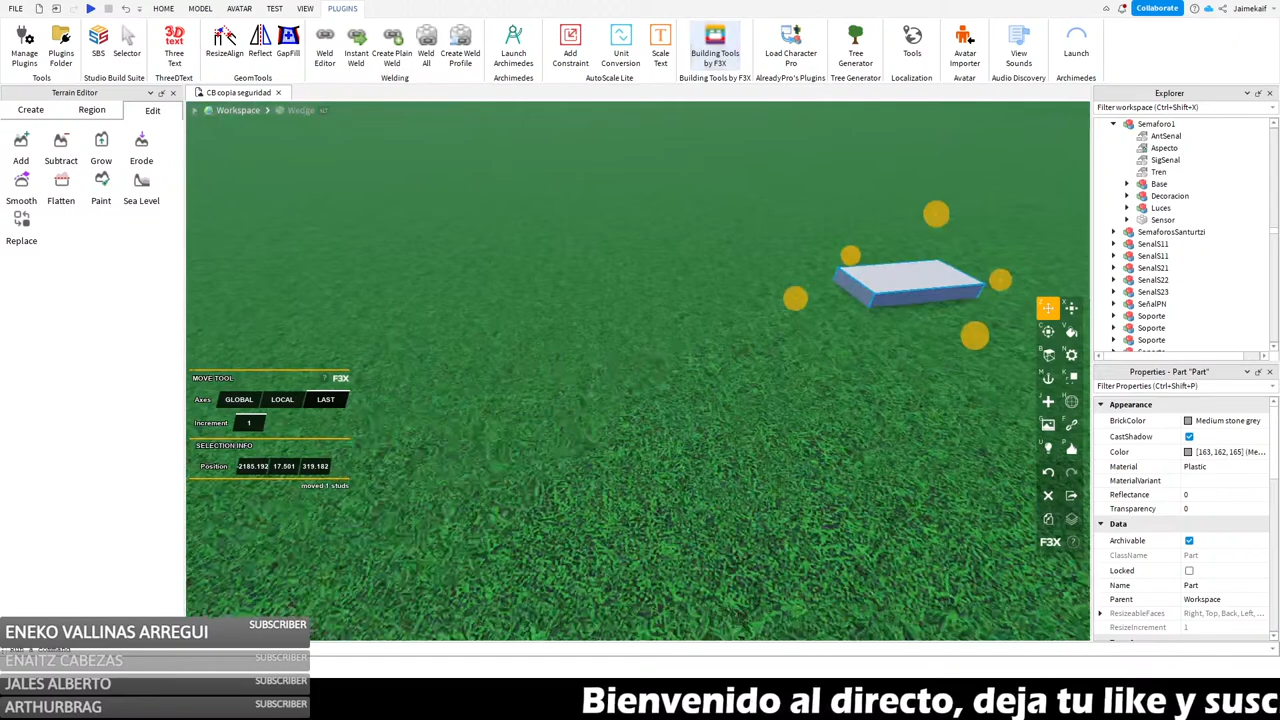 FILE HOME MODEL AVATAR TEST VIEW PLUGINS Collaborate Jaimekaif
Manage Plugins
Plugins Folder
Tools
SBS
Selector
Studio Build Suite
Three Text
ThreeDText
ResizeAlign
Reflect
GapFill
GeomTools
Weld Editor
Instant Weld
Create Plain Weld
Weld All
Create Weld Profile
Welding
Launch Archimedes
Archimedes
Add Constraint
Unit Conversion
Scale Text
AutoScale Lite
Building Tools by F3X
Building Tools by F3X
Load Character Pro
AlreadyPro's Plugins
Tree Generator
Tree Generator
Tools
Localization
Avatar Importer
Avatar
View Sounds
Audio Discovery
Launch
Archimedes
Terrain Editor
Create Region Edit
Add Subtract Grow Erode
Smooth Flatten Paint Sea Level
Replace
CB copia seguridad
Workspace Wedge
MOVE TOOL ? F3X
Axes GLOBAL LOCAL LAST
Increment 1
SELECTION INFO
Position -2185.192 17.501 319.182
moved 1 studs
F3X ?
Explorer
Filter workspace (Ctrl+Shift+X)
Semaforo1
AntSenal
Aspecto
SigSenal
Tren
Base
Decoracion
Luces
Sensor
SemaforosSanturtzi
SenalS11
SenalS11
SenalS21
SenalS22
SenalS23
SeñalPN
Soporte
Soporte
Soporte
Properties - Part "Part"
Filter Properties (Ctrl+Shift+P)
Appearance
BrickColor Medium stone grey
CastShadow
Color [163, 162, 165] (Me...
Material Plastic
MaterialVariant
Reflectance 0
Transparency 0
Data
Archivable
ClassName Part
Locked
Name Part
Parent Workspace
ResizeableFaces Right, Top, Back, Left, ...
ResizeIncrement 1
ENEKO VALLINAS ARREGUI SUBSCRIBER
ENAITZ CABEZAS SUBSCRIBER
JALES ALBERTO SUBSCRIBER
ARTHURBRAG SUBSCRIBER
Bienvenido al directo, deja tu like y susc